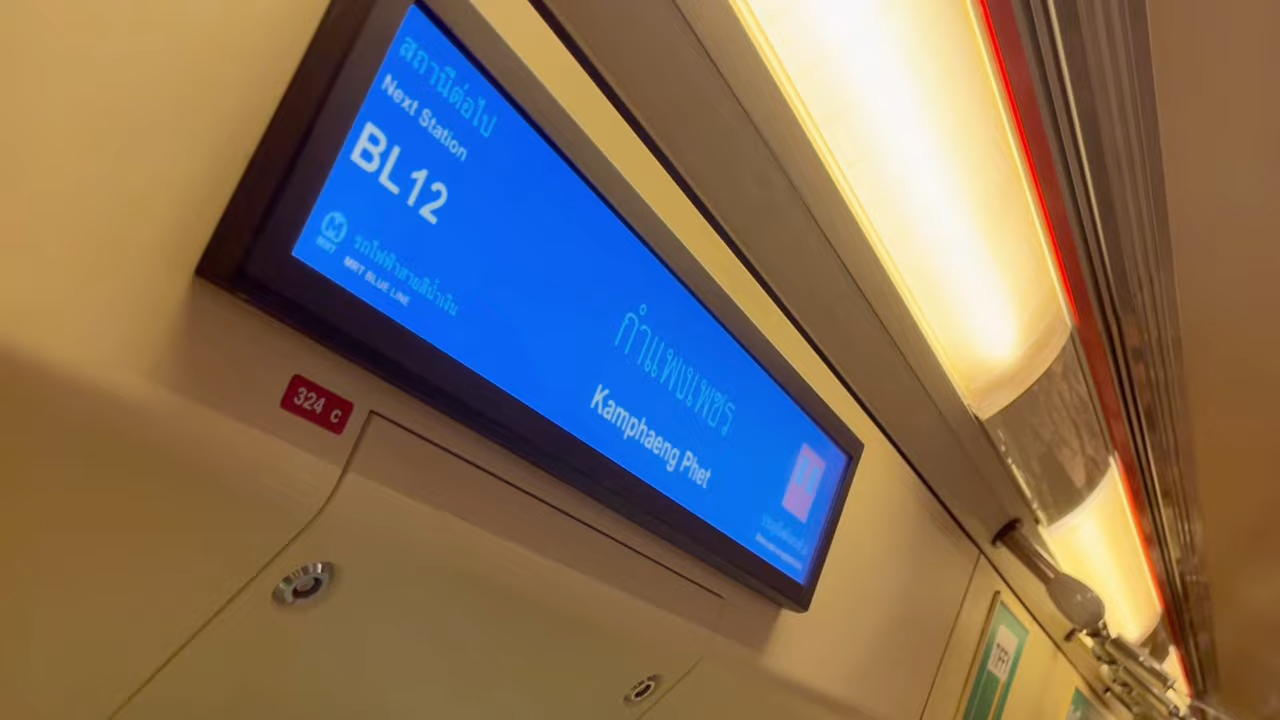 สถานีต่อไป
Next Station
BL12
MRT
รถไฟฟ้าสายสีน้ำเงิน
MRT BLUE LINE
กำแพงเพชร
Kamphaeng Phet
324 C
TIFFY